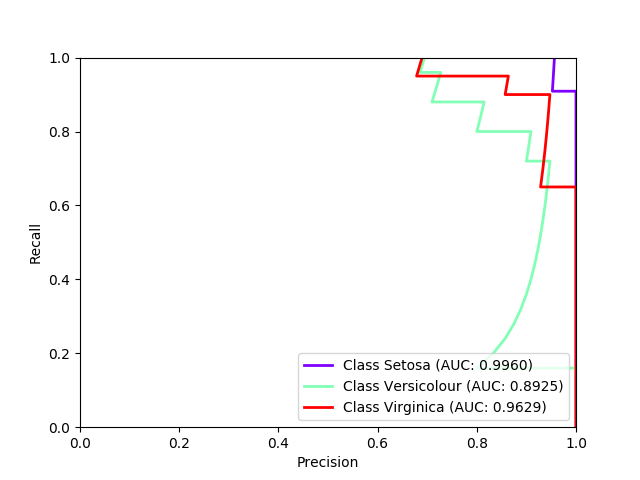 1.0
0.8
0.6
0.4
0.2
0.0
Recall
Class Setosa (AUC: 0.9960)
Class Versicolour (AUC: 0.8925)
Class Virginica (AUC: 0.9629)
0.0 0.2 0.4 0.6 0.8 1.0
Precision